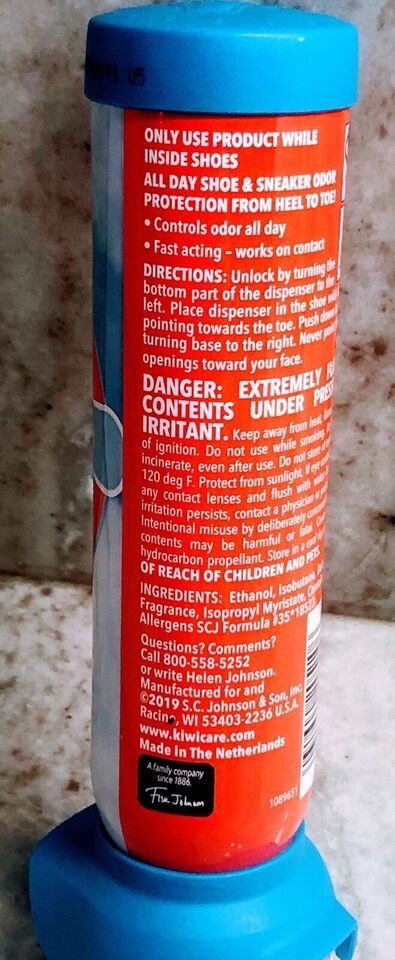 ONLY USE PRODUCT WHILE
INSIDE SHOES
ALL DAY SHOE & SNEAKER ODOR
PROTECTION FROM HEEL TO TOE!
• Controls odor all day
• Fast acting – works on contact
DIRECTIONS: Unlock by turning the
bottom part of the dispenser to the
left. Place dispenser in the shoe with
pointing towards the toe. Push down
turning base to the right. Never point
openings toward your face.
DANGER: EXTREMELY
CONTENTS UNDER
IRRITANT. Keep away from heat,
of ignition. Do not use while smoking.
incinerate, even after use. Do not store
120 deg F. Protect from sunlight. If eye
any contact lenses and flush with
irritation persists, contact a physician or
Intentional misuse by deliberately
contents may be harmful or fatal.
hydrocarbon propellant. Store in a cool
OF REACH OF CHILDREN AND PETS.
INGREDIENTS: Ethanol, Isobutane,
Fragrance, Isopropyl Myristate,
Allergens SCJ Formula #35*18523
Questions? Comments?
Call 800-558-5252
or write Helen Johnson.
Manufactured for and
©2019 S.C. Johnson & Son, Inc.
Racine, WI 53403-2236 U.S.A.
www.kiwicare.com
Made in The Netherlands
A family company
since 1886.
Fisk Johnson
1089651